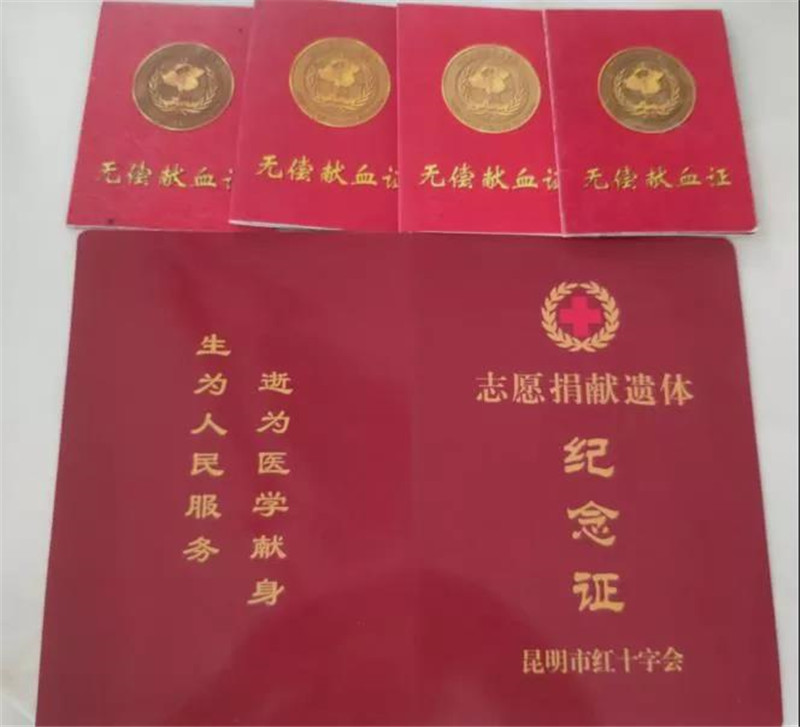 无偿献血证
无偿献血证
无偿献血证
无偿献血证
生为人民服务
逝为医学献身
志愿捐献遗体
纪念证
昆明市红十字会